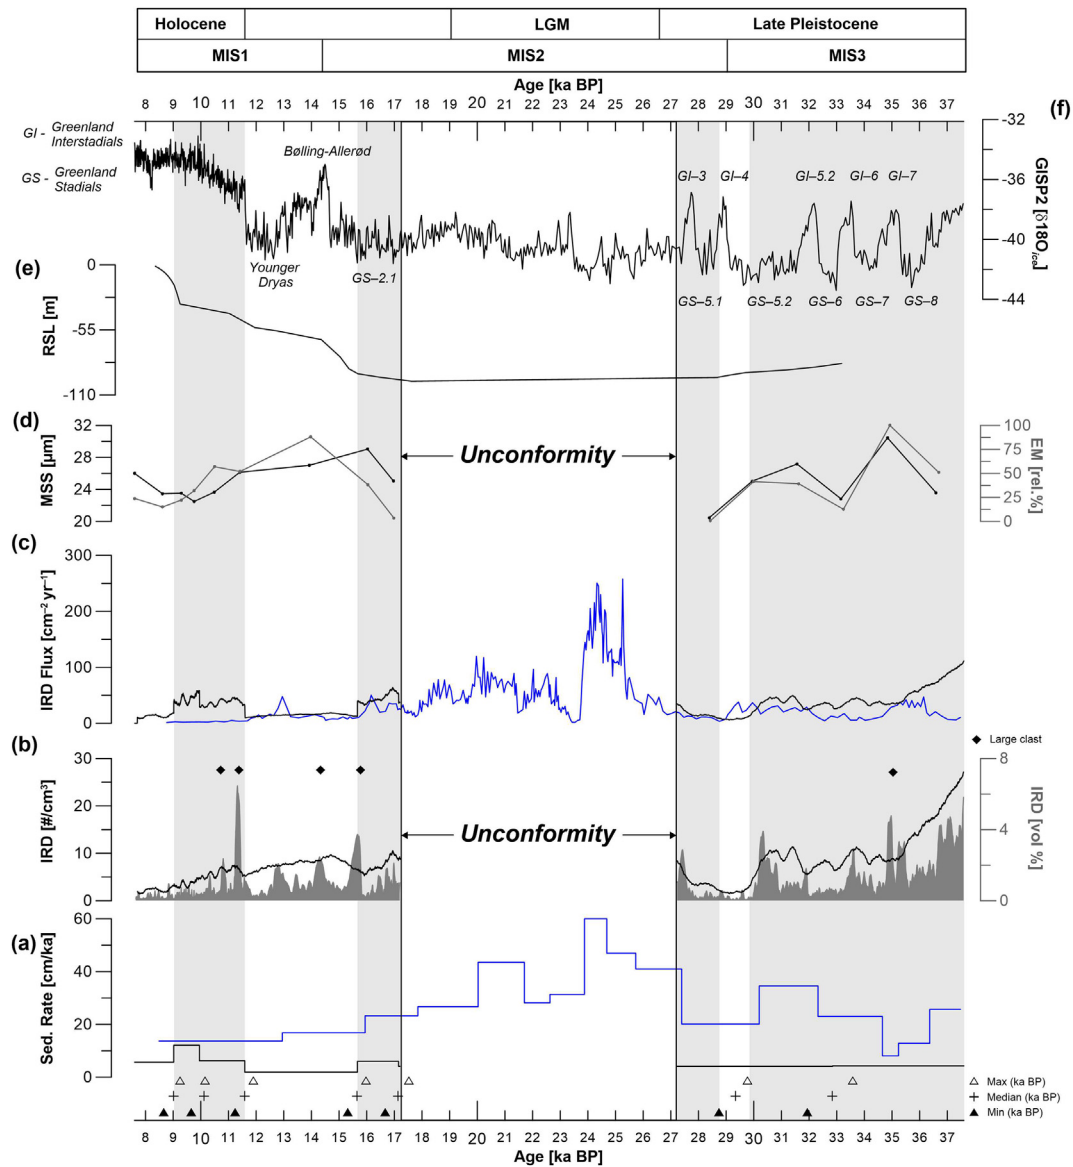 Holocene LGM Late Pleistocene
MIS1 MIS2 MIS3
Age [ka BP]
8 9 10 11 12 13 14 15 16 17 18 19 20 21 22 23 24 25 26 27 28 29 30 31 32 33 34 35 36 37
(f)
GI - Greenland
Interstadials
GS - Greenland
Stadials
Bølling-Allerød
GI–3 GI–4 GI–5.2 GI–6 GI–7
Younger
Dryas
GS–2.1
GS–5.1 GS–5.2 GS–6 GS–7 GS–8
-32
-36
-40
-44
GISP2 [δ18Oice]
(e)
0
-55
-110
RSL [m]
(d)
32
28
24
20
MSS [µm]
Unconformity
100
75
50
25
0
EM [rel.%]
(c)
300
200
100
0
IRD Flux [cm⁻² yr⁻¹]
(b)
Large clast
30
20
10
0
IRD [#/cm³]
Unconformity
8
4
0
IRD [vol %]
(a)
60
40
20
0
Sed. Rate [cm/ka]
Max (ka BP)
Median (ka BP)
Min (ka BP)
8 9 10 11 12 13 14 15 16 17 18 19 20 21 22 23 24 25 26 27 28 29 30 31 32 33 34 35 36 37
Age [ka BP]